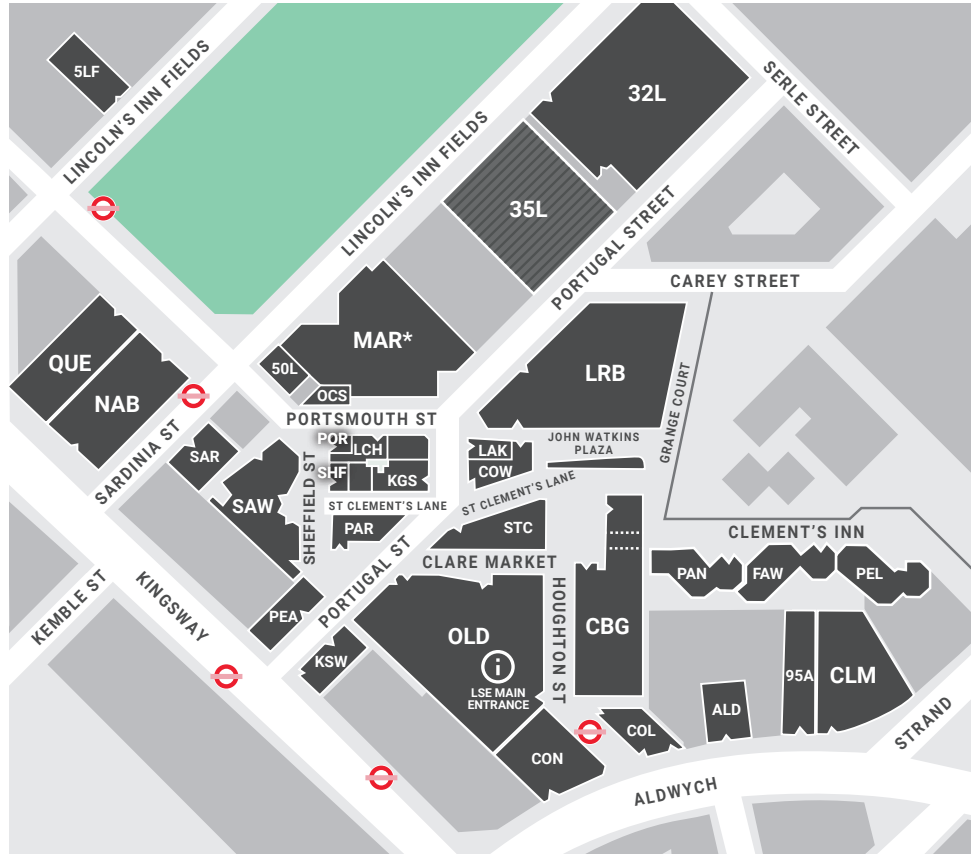 5LF
LINCOLN'S INN FIELDS
32L
SERLE STREET
LINCOLN'S INN FIELDS
35L
PORTUGAL STREET
CAREY STREET
MAR*
QUE
50L
LRB
NAB
OCS
PORTSMOUTH ST
GRANGE COURT
SARDINIA ST
POR
LCH
JOHN WATKINS
PLAZA
SAR
SHEFFIELD ST
LAK
SHF
COW
KGS
ST CLEMENT'S LANE
SAW
ST CLEMENT'S LANE
PAR
STC
CLEMENT'S INN
CLARE MARKET
PORTUGAL ST
PAN
FAW
PEL
KEMBLE ST
KINGSWAY
HOUGHTON ST
PEA
CBG
OLD
KSW
i
LSE MAIN
ENTRANCE
95A
CLM
ALD
COL
STRAND
CON
ALDWYCH